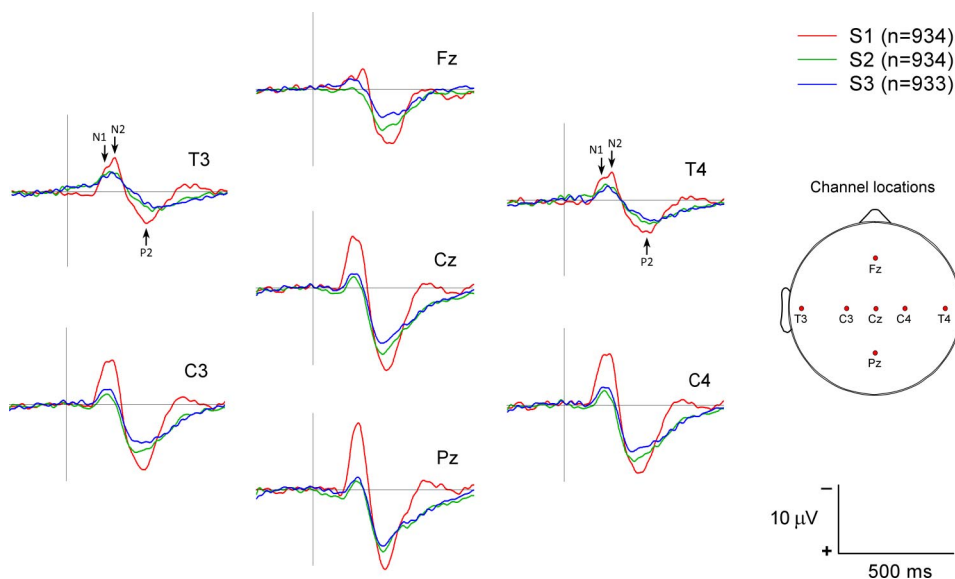 Fz
S1 (n=934)
S2 (n=934)
S3 (n=933)
N1
N2
T3
P2
N1
N2
T4
P2
Cz
C3
C4
Pz
Channel locations
Fz
T3
C3
Cz
C4
T4
Pz
−
10 μV
+
500 ms